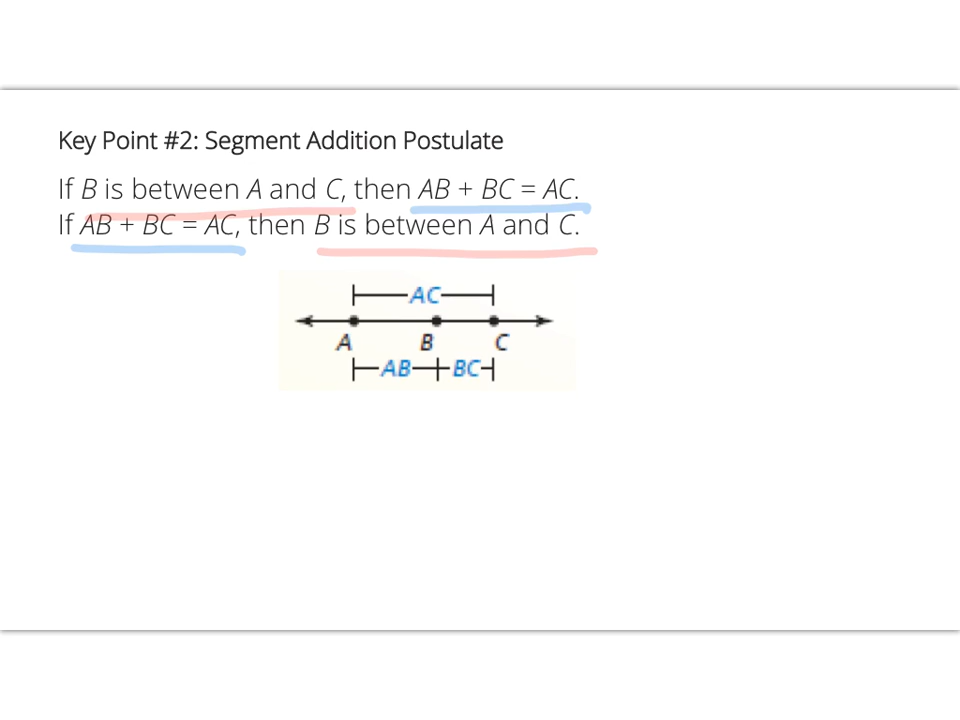 Key Point #2: Segment Addition Postulate
If B is between A and C, then AB + BC = AC.
If AB + BC = AC, then B is between A and C.
AC
A B C
AB BC